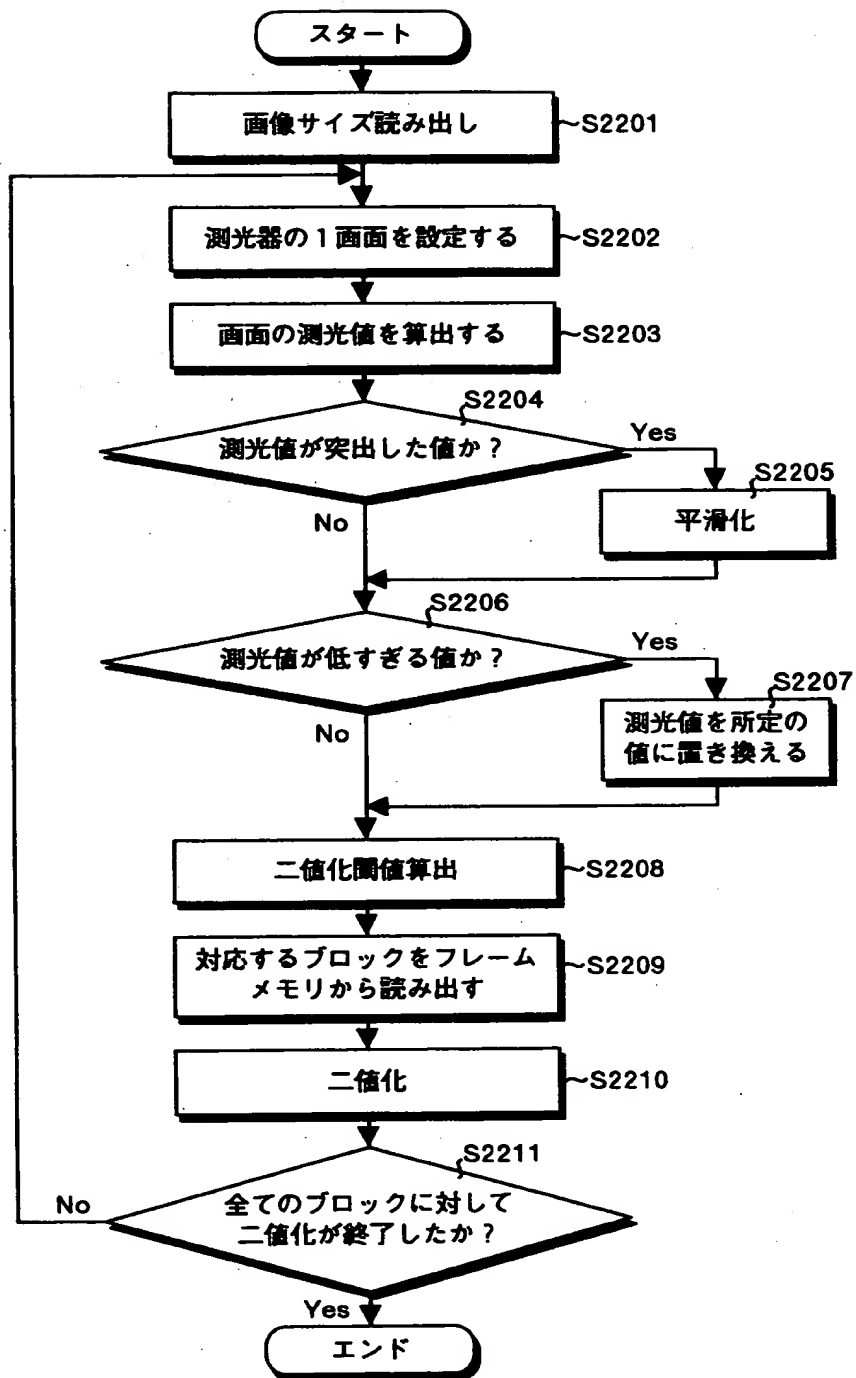 スタート
画像サイズ読み出し
S2201
測光器の1画面を設定する
S2202
画面の測光値を算出する
S2203
S2204
測光値が突出した値か?
Yes
S2205
平滑化
No
S2206
測光値が低すぎる値か?
Yes
S2207
測光値を所定の
値に置き換える
No
二値化閾値算出
S2208
対応するブロックをフレーム
メモリから読み出す
S2209
二値化
S2210
S2211
No
全てのブロックに対して
二値化が終了したか?
Yes
エンド